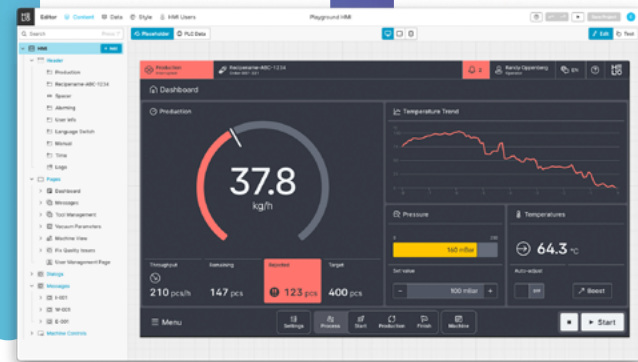 Editor Content Data Style HMI Users
Playground HMI
Search
Placeholder PLC Data
Edit Test
HMI
Add
Header
Production
Recipename-ABC-1234
Spacer
Alarming
User Info
Language Switch
Manual
Time
Logo
Pages
Dashboard
Messages
Tool Management
Vacuum Parameters
Machine View
Fix Quality Issues
User Management Page
Dialogs
Messages
I-001
W-003
E-001
Machine Controls
Production
Recipename-ABC-1234
2
Randy Oppenberg
Operator
EN
Dashboard
Production
37.8
kg/h
Throughput
210 pcs/h
Remaining
147 pcs
Rejected
123 pcs
Target
400 pcs
Temperature Trend
Pressure
160 mBar
Set value
- 100 mBar +
Temperatures
64.3 °C
Auto-adjust
Off
Boost
Menu
Settings
Process
Start
Production
Finish
Machine
Start